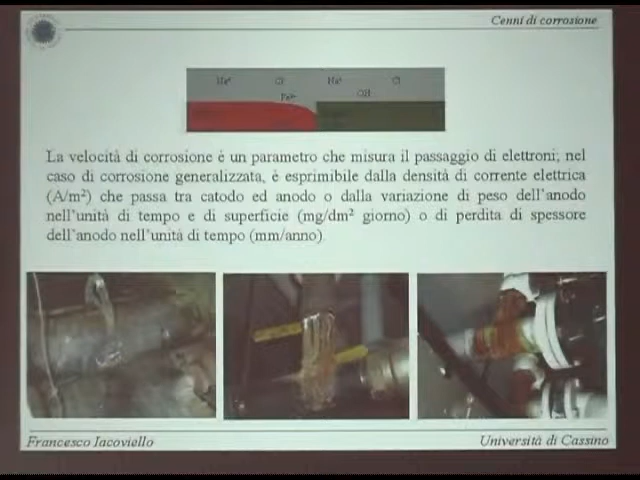 Cenni di corrosione
Na⁺ Cl⁻ Na⁺ Cl
Fe²⁺ OH
La velocità di corrosione è un parametro che misura il passaggio di elettroni; nel
caso di corrosione generalizzata, è esprimibile dalla densità di corrente elettrica
(A/m²) che passa tra catodo ed anodo o dalla variazione di peso dell'anodo
nell'unità di tempo e di superficie (mg/dm² giorno) o di perdita di spessore
dell'anodo nell'unità di tempo (mm/anno).
Francesco Iacoviello
Università di Cassino